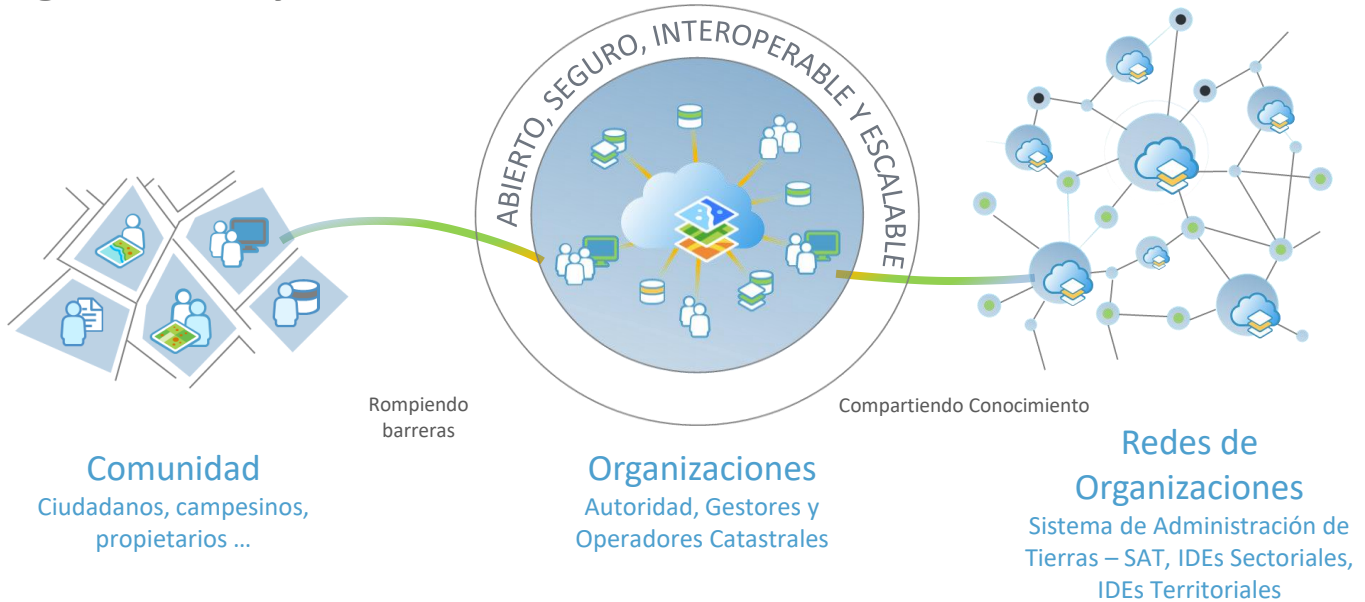 ABIERTO, SEGURO, INTEROPERABLE Y ESCALABLE
Rompiendo
barreras
Compartiendo Conocimiento
Comunidad
Ciudadanos, campesinos,
propietarios ...
Organizaciones
Autoridad, Gestores y
Operadores Catastrales
Redes de
Organizaciones
Sistema de Administración de
Tierras – SAT, IDEs Sectoriales,
IDEs Territoriales